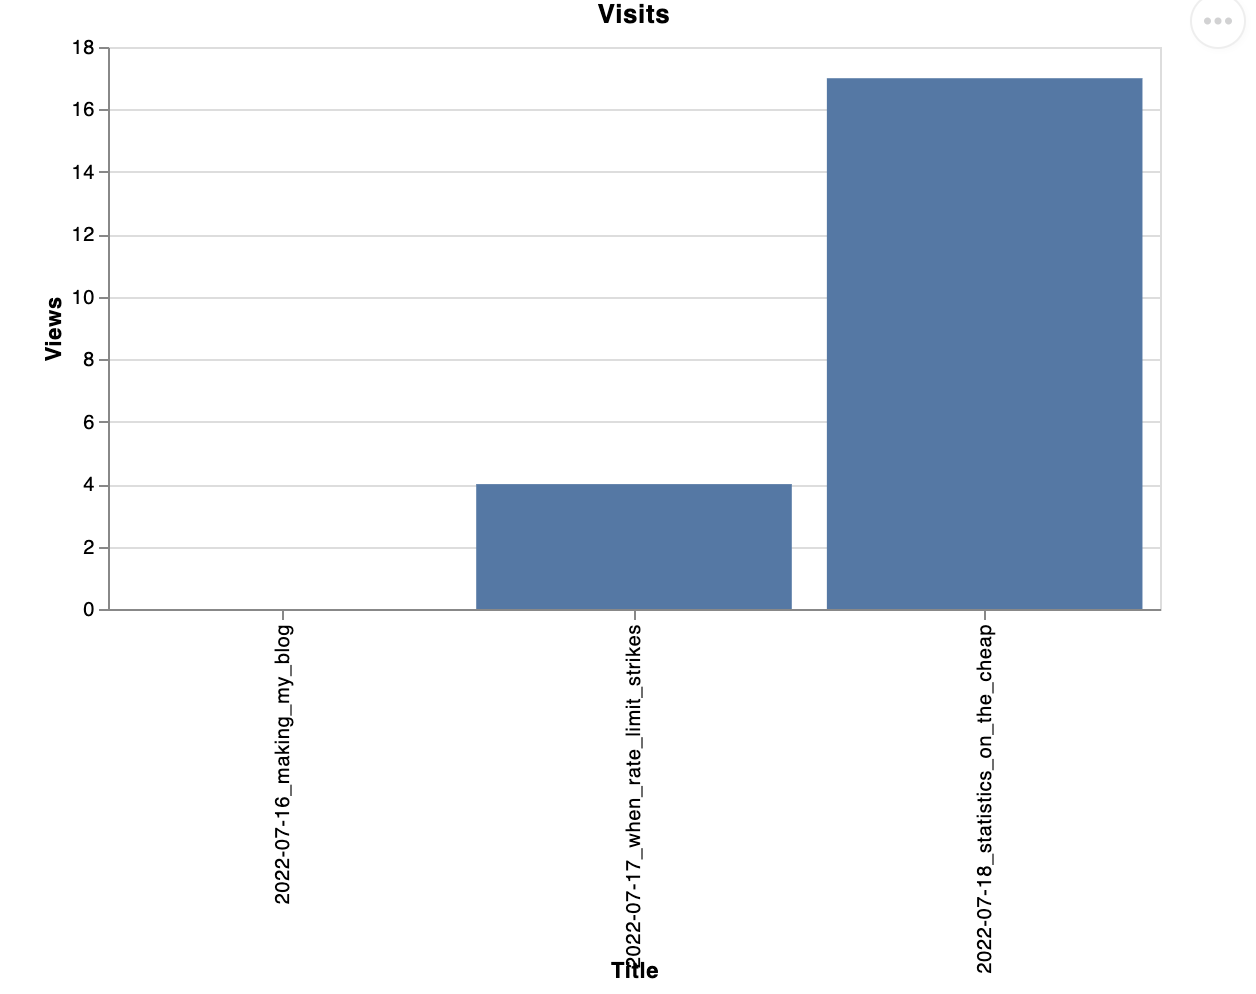 Visits
Views
18
16
14
12
10
8
6
4
2
0
2022-07-16_making_my_blog
2022-07-17_when_rate_limit_strikes
2022-07-18_statistics_on_the_cheap
Title